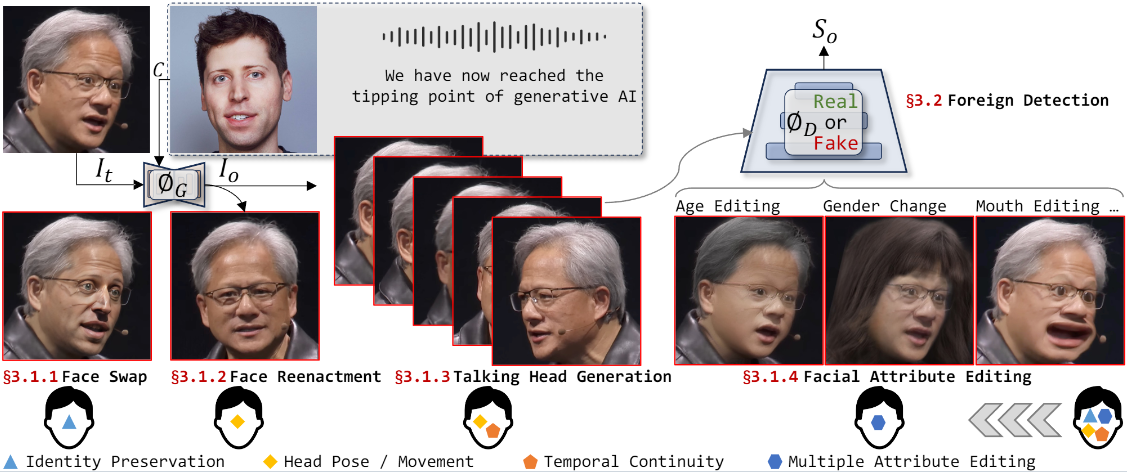 We have now reached the
tipping point of generative AI
C
I_t
∅_G
I_o
S_o
Real
∅_D or
Fake
§3.2 Foreign Detection
Age Editing
Gender Change
Mouth Editing …
§3.1.1 Face Swap
§3.1.2 Face Reenactment
§3.1.3 Talking Head Generation
§3.1.4 Facial Attribute Editing
Identity Preservation
Head Pose / Movement
Temporal Continuity
Multiple Attribute Editing